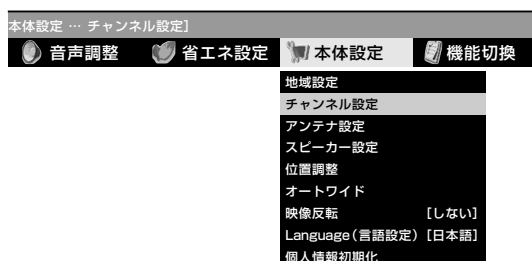 本体設定 … チャンネル設定]
音声調整 省エネ設定 本体設定 機能切換
地域設定
チャンネル設定
アンテナ設定
スピーカー設定
位置調整
オートワイド
映像反転 [しない]
Language(言語設定) [日本語]
個人情報初期化